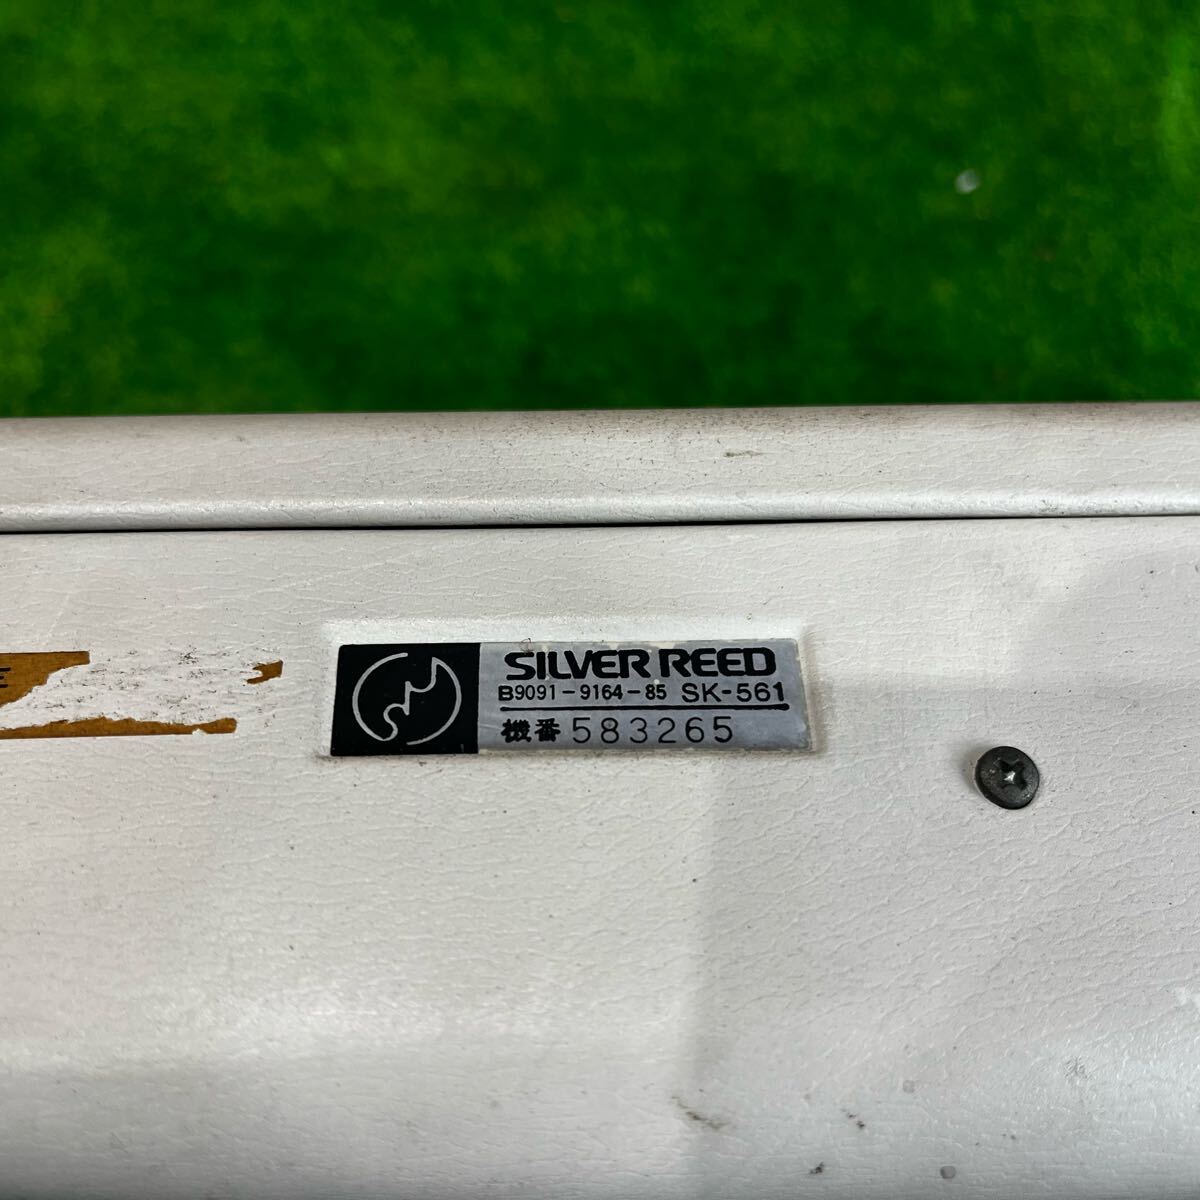 SILVER REED
B9091-9164-85 SK-561
機番 583265